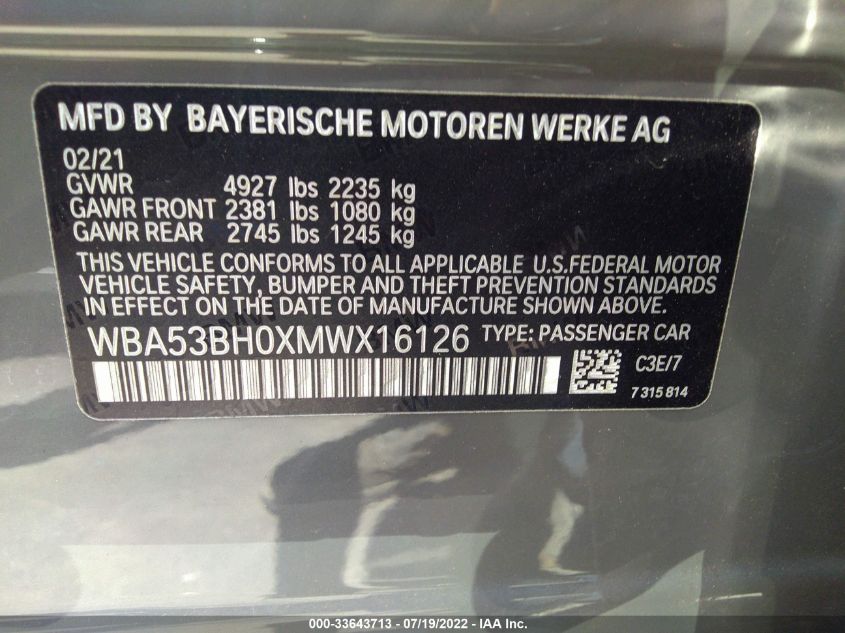 MFD BY BAYERISCHE MOTOREN WERKE AG
02/21
GVWR 4927 lbs 2235 kg
GAWR FRONT 2381 lbs 1080 kg
GAWR REAR 2745 lbs 1245 kg
THIS VEHICLE CONFORMS TO ALL APPLICABLE U.S.FEDERAL MOTOR
VEHICLE SAFETY, BUMPER AND THEFT PREVENTION STANDARDS
IN EFFECT ON THE DATE OF MANUFACTURE SHOWN ABOVE.
WBA53BH0XMWX16126 TYPE: PASSENGER CAR
C3E/7
7 315 814
000-33643713 / 07/19/2022 - IAA Inc.